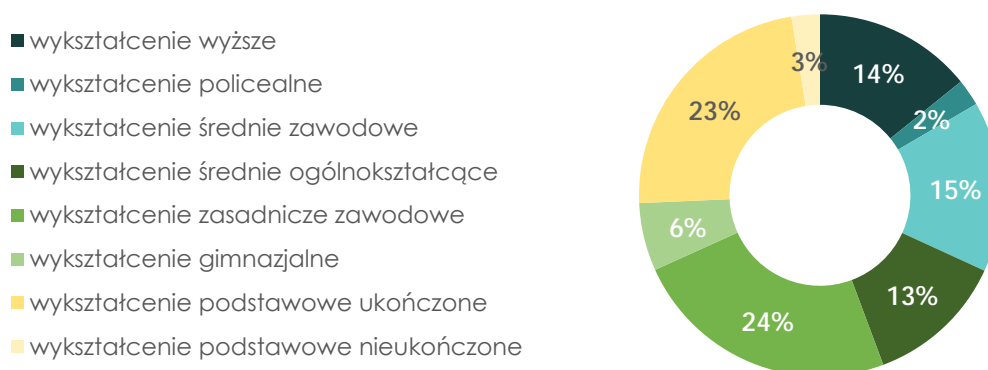 wykształcenie wyższe
wykształcenie policealne
wykształcenie średnie zawodowe
wykształcenie średnie ogólnokształcące
wykształcenie zasadnicze zawodowe
wykształcenie gimnazjalne
wykształcenie podstawowe ukończone
wykształcenie podstawowe nieukończone
14%
2%
15%
13%
24%
6%
23%
3%